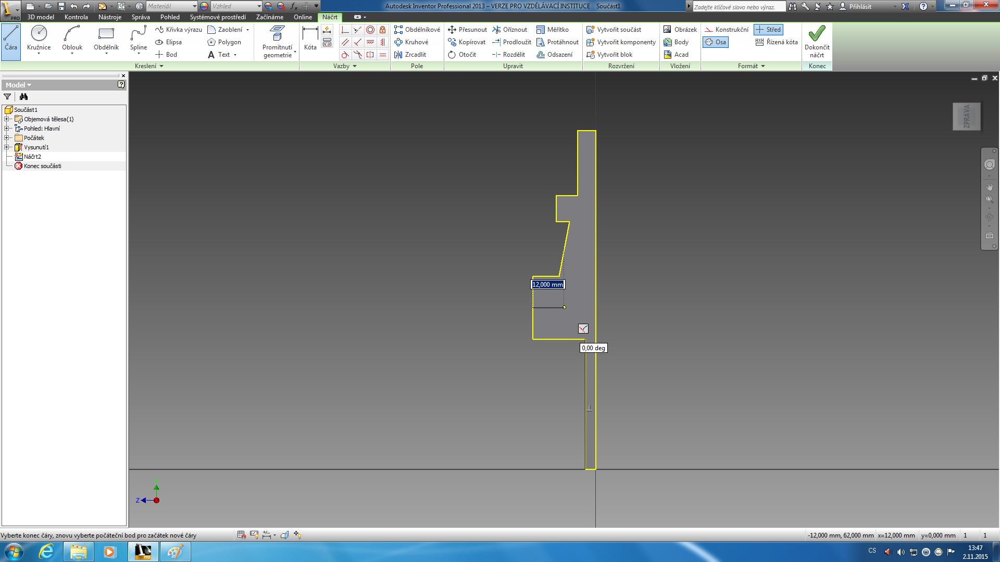 PRO
Materiál
Vzhled
Autodesk Inventor Professional 2013 – VERZE PRO VZDĚLÁVACÍ INSTITUCE Součást1
Zadejte klíčové slovo nebo výraz.
Přihlásit
3D model Kontrola Nástroje Správa Pohled Systémové prostředí Začínáme Online Náčrt
Čára
Kružnice
Oblouk
Obdélník
Spline
Křivka výrazu
Elipsa
Bod
Zaoblení
Polygon
Text
Promítnutí
geometrie
Kóta
Obdélníkové
Kruhové
Zrcadlit
Přesunout
Kopírovat
Otočit
Oříznout
Prodloužit
Rozdělit
Měřítko
Protáhnout
Odsazení
Vytvořit součást
Vytvořit komponenty
Vytvořit blok
Obrázek
Body
Acad
Konstrukční
Osa
Střed
Řízená kóta
Dokončit
náčrt
Kreslení Vazby Pole Upravit Rozvržení Vložení Formát Konec
Model
Součást1
Objemová tělesa(1)
Pohled: Hlavní
Počátek
Vysunutí1
Náčrt2
Konec součásti
ZPRAVA
12,000 mm
0,00 deg
Y
Z
Vyberte konec čáry, znovu vyberte počáteční bod pro začátek nové čáry
-12,000 mm, 62,000 mm x=12,000 mm y=0,000 mm 1 1
PRO
CS
13:47
2.11.2015